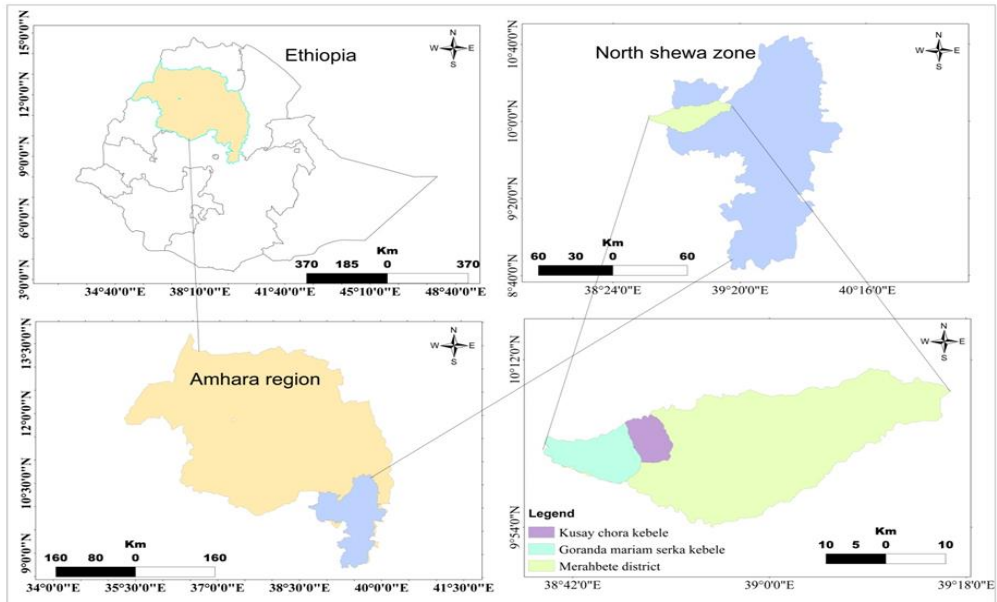 Ethiopia
N
W E
S
15°0'0"N
12°0'0"N
9°0'0"N
6°0'0"N
3°0'0"N
Km
370 185 0 370
34°40'0"E 38°10'0"E 41°40'0"E 45°10'0"E 48°40'0"E
North shewa zone
N
W E
S
10°40'0"N
10°0'0"N
9°20'0"N
8°40'0"N
Km
60 30 0 60
38°24'0"E 39°20'0"E 40°16'0"E
Amhara region
N
W E
S
13°30'0"N
12°0'0"N
10°30'0"N
9°0'0"N
Km
160 80 0 160
34°0'0"E 35°30'0"E 37°0'0"E 38°30'0"E 40°0'0"E 41°30'0"E
N
W E
S
10°12'0"N
9°54'0"N
Legend
Kusay chora kebele
Goranda mariam serka kebele
Merahbete district
Km
10 5 0 10
38°42'0"E 39°0'0"E 39°18'0"E